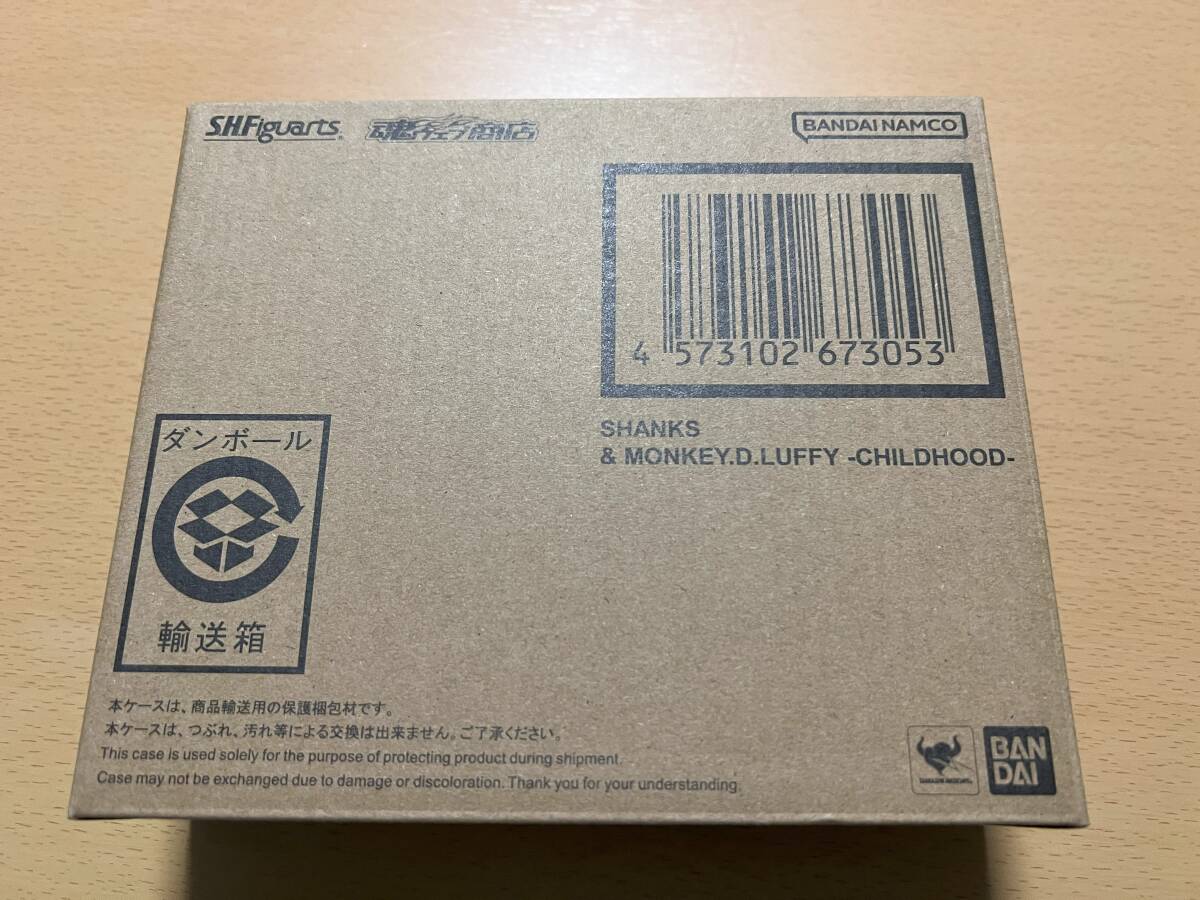 S.H.Figuarts
魂ウェブ商店
BANDAI NAMCO
4 573102 673053
SHANKS
& MONKEY.D.LUFFY -CHILDHOOD-
ダンボール
輸送箱
本ケースは、商品輸送用の保護梱包材です。
本ケースは、つぶれ、汚れ等による交換は出来ません。ご了承ください。
This case is used solely for the purpose of protecting product during shipment.
Case may not be exchanged due to damage or discoloration. Thank you for your understanding.
BAN
DAI